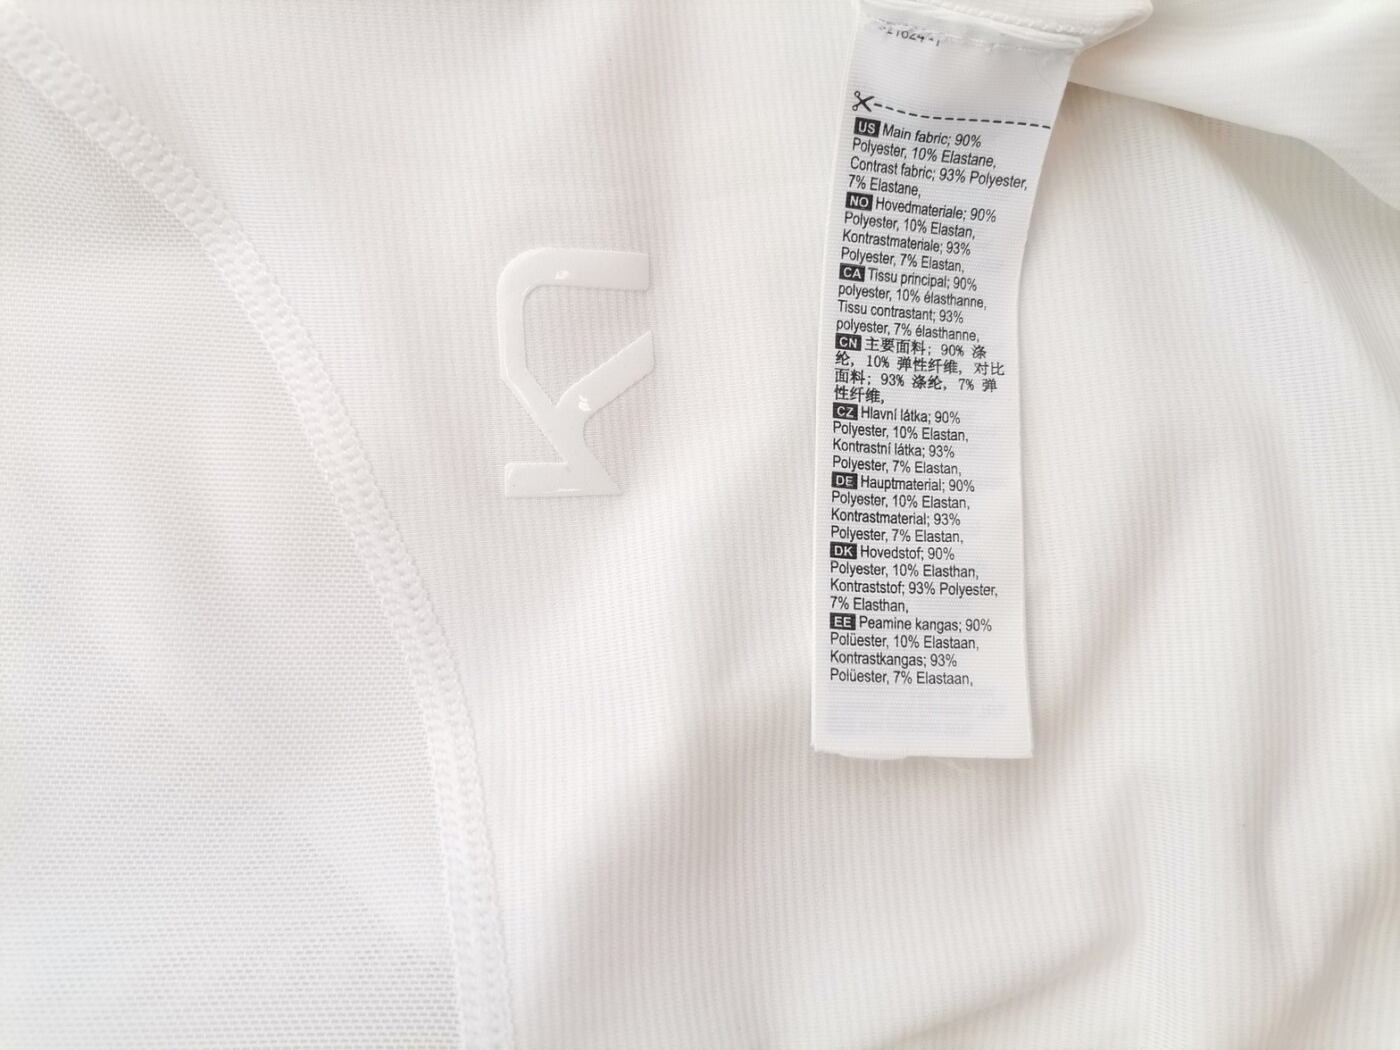 US Main fabric; 90%
Polyester, 10% Elastane,
Contrast fabric; 93% Polyester,
7% Elastane,
NO Hovedmateriale; 90%
Polyester, 10% Elastan,
Kontrastmateriale; 93%
Polyester, 7% Elastan,
CA Tissu principal; 90%
polyester, 10% élasthanne,
Tissu contrastant; 93%
polyester, 7% élasthanne,
CN 主要面料; 90% 涤
纶, 10% 弹性纤维, 对比
面料; 93% 涤纶, 7% 弹
性纤维,
CZ Hlavní látka; 90%
Polyester, 10% Elastan,
Kontrastní látka; 93%
Polyester, 7% Elastan,
DE Hauptmaterial; 90%
Polyester, 10% Elastan,
Kontrastmaterial; 93%
Polyester, 7% Elastan,
DK Hovedstof; 90%
Polyester, 10% Elasthan,
Kontraststof; 93% Polyester,
7% Elasthan,
EE Peamine kangas; 90%
Polüester, 10% Elastaan,
Kontrastkangas; 93%
Polüester, 7% Elastaan,